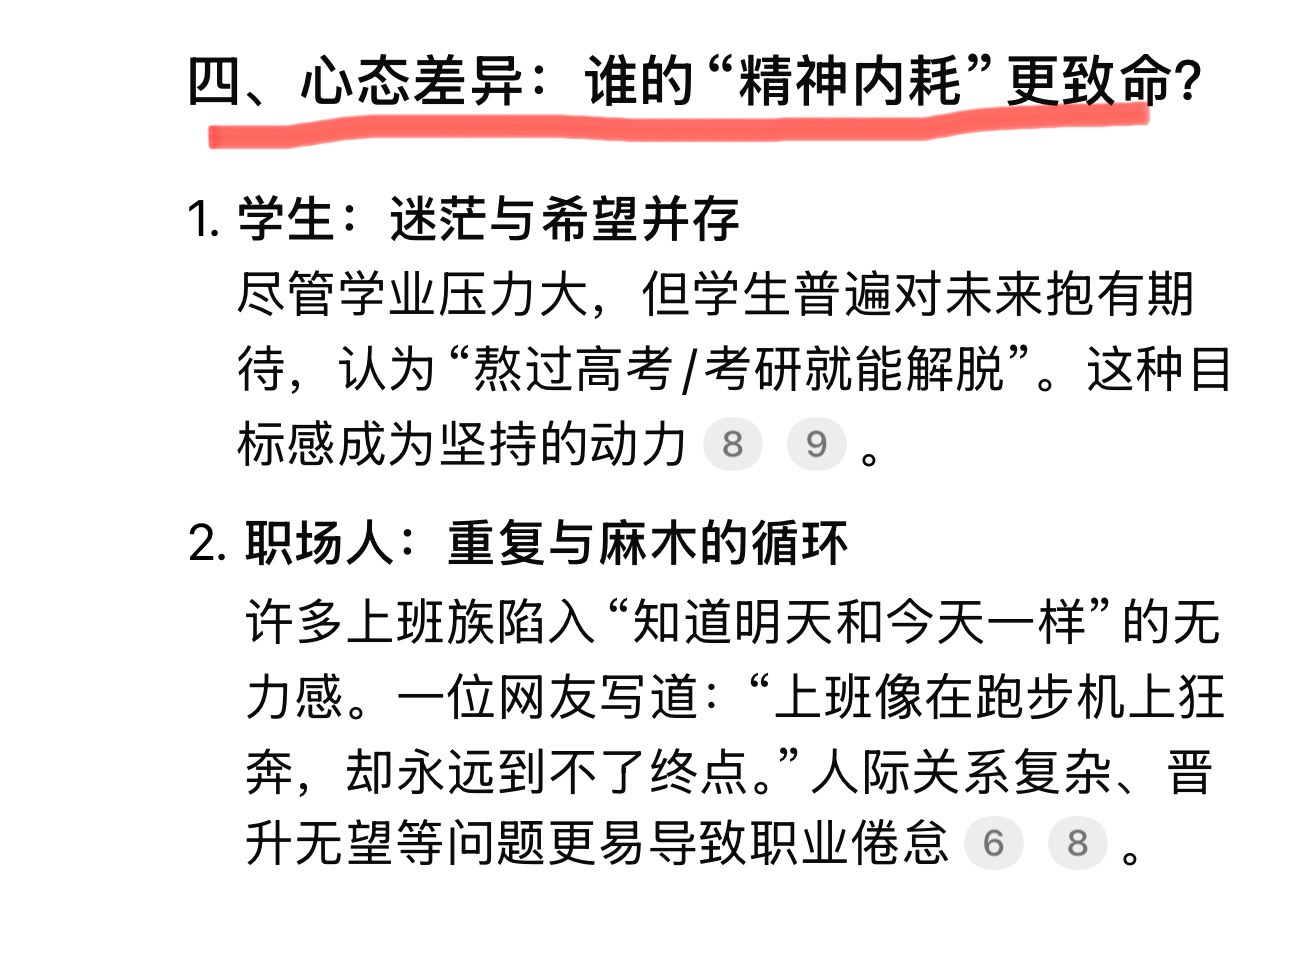 四、心态差异：谁的“精神内耗”更致命?
1. 学生：迷茫与希望并存
尽管学业压力大，但学生普遍对未来抱有期
待，认为“熬过高考/考研就能解脱”。这种目
标感成为坚持的动力 8 9 。
2. 职场人：重复与麻木的循环
许多上班族陷入“知道明天和今天一样”的无
力感。一位网友写道：“上班像在跑步机上狂
奔，却永远到不了终点。”人际关系复杂、晋
升无望等问题更易导致职业倦怠 6 8 。